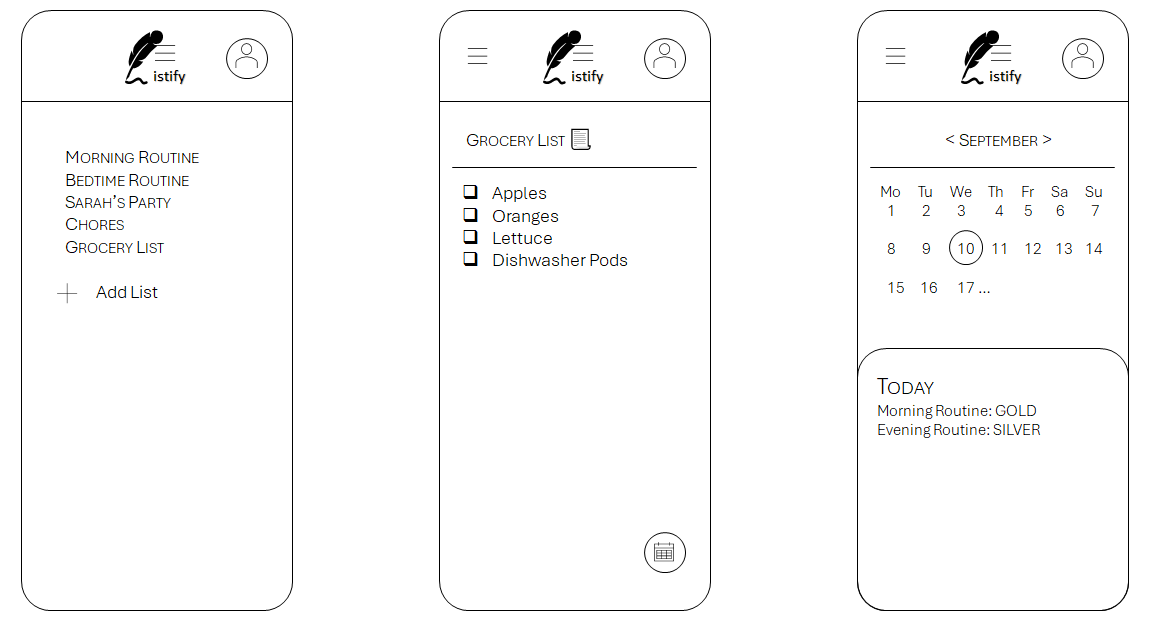 istify
Morning Routine
Bedtime Routine
Sarah's Party
Chores
Grocery List
Add List
istify
Grocery List
Apples
Oranges
Lettuce
Dishwasher Pods
istify
< September >
Mo Tu We Th Fr Sa Su
1 2 3 4 5 6 7
8 9 10 11 12 13 14
15 16 17 ...
Today
Morning Routine: GOLD
Evening Routine: SILVER